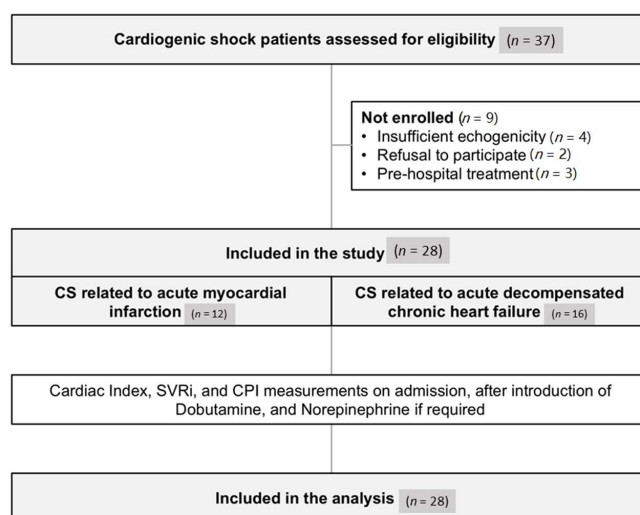 Cardiogenic shock patients assessed for eligibility (n = 37)
Not enrolled (n = 9)
• Insufficient echogenicity (n = 4)
• Refusal to participate (n = 2)
• Pre-hospital treatment (n = 3)
Included in the study (n = 28)
CS related to acute myocardial
infarction (n = 12)
CS related to acute decompensated
chronic heart failure (n = 16)
Cardiac Index, SVRi, and CPI measurements on admission, after introduction of
Dobutamine, and Norepinephrine if required
Included in the analysis (n = 28)